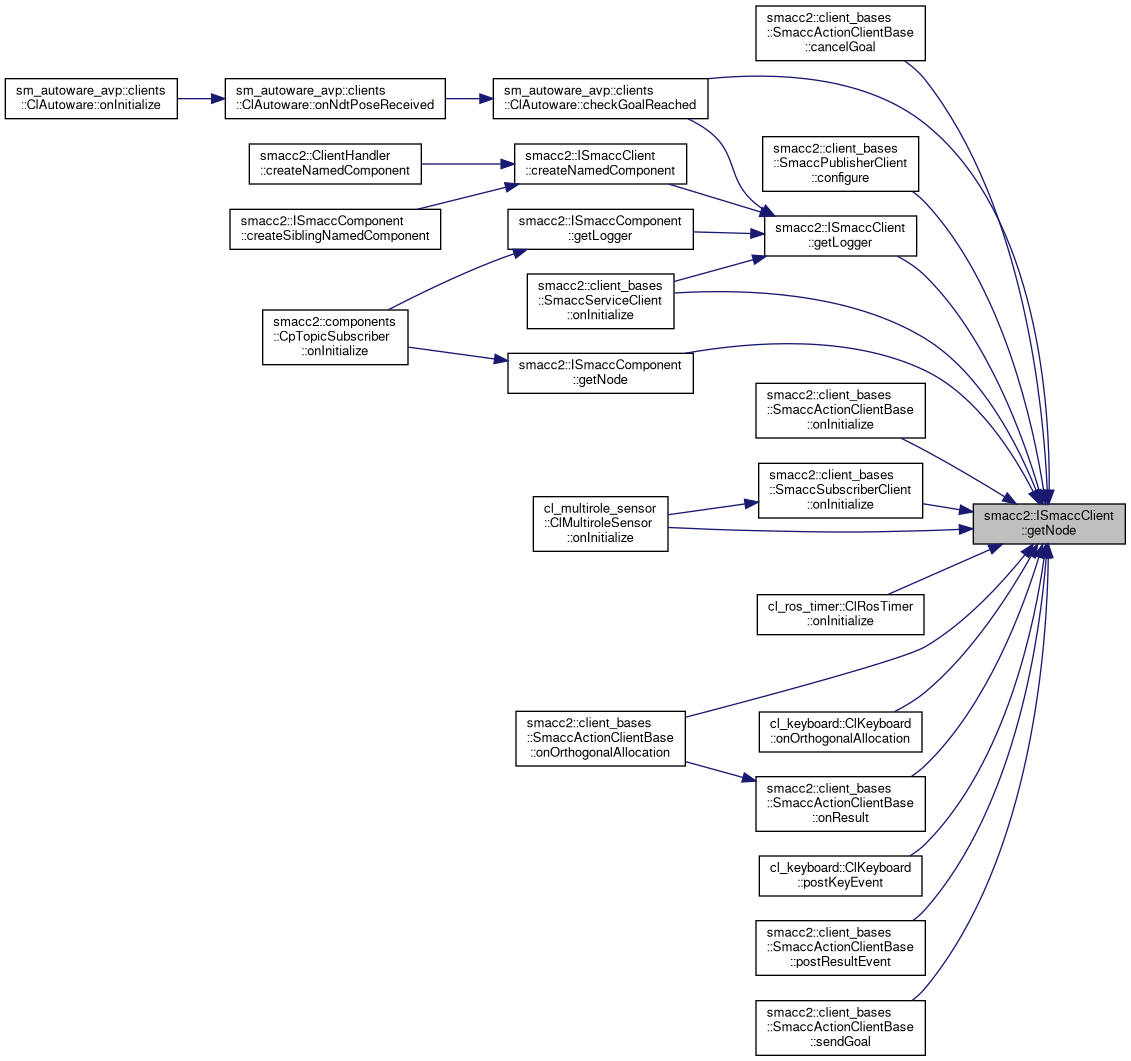 smacc2::client_bases
::SmaccActionClientBase
::cancelGoal
sm_autoware_avp::clients
::ClAutoware::onInitialize
sm_autoware_avp::clients
::ClAutoware::onNdtPoseReceived
sm_autoware_avp::clients
::ClAutoware::checkGoalReached
smacc2::ClientHandler
::createNamedComponent
smacc2::ISmaccClient
::createNamedComponent
smacc2::client_bases
::SmaccPublisherClient
::configure
smacc2::ISmaccComponent
::createSiblingNamedComponent
smacc2::ISmaccComponent
::getLogger
smacc2::ISmaccClient
::getLogger
smacc2::client_bases
::SmaccServiceClient
::onInitialize
smacc2::components
::CpTopicSubscriber
::onInitialize
smacc2::ISmaccComponent
::getNode
smacc2::client_bases
::SmaccActionClientBase
::onInitialize
smacc2::client_bases
::SmaccSubscriberClient
::onInitialize
cl_multirole_sensor
::ClMultiroleSensor
::onInitialize
smacc2::ISmaccClient
::getNode
cl_ros_timer::ClRosTimer
::onInitialize
smacc2::client_bases
::SmaccActionClientBase
::onOrthogonalAllocation
cl_keyboard::ClKeyboard
::onOrthogonalAllocation
smacc2::client_bases
::SmaccActionClientBase
::onResult
cl_keyboard::ClKeyboard
::postKeyEvent
smacc2::client_bases
::SmaccActionClientBase
::postResultEvent
smacc2::client_bases
::SmaccActionClientBase
::sendGoal